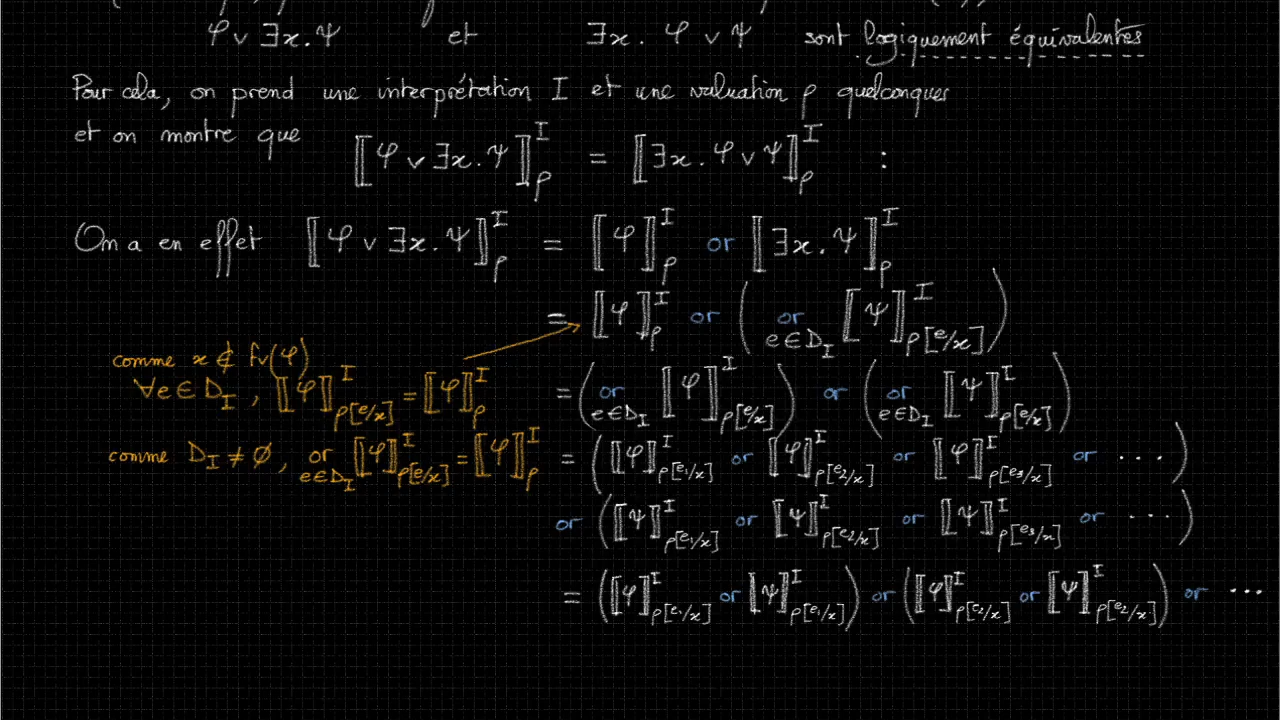 φ ∨ ∃x. Ψ et ∃x. φ ∨ Ψ sont logiquement équivalentes
Pour cela, on prend une interprétation I et une valuation ρ quelconques
et on montre que ⟦φ ∨ ∃x. Ψ⟧^I_ρ = ⟦∃x. φ ∨ Ψ⟧^I_ρ :
On a en effet ⟦φ ∨ ∃x. Ψ⟧^I_ρ = ⟦φ⟧^I_ρ or ⟦∃x. Ψ⟧^I_ρ
= ⟦φ⟧^I_ρ or ( or_{e∈D_I} ⟦Ψ⟧^I_{ρ[e/x]} )
comme x ∉ fv(φ)
∀e ∈ D_I, ⟦φ⟧^I_{ρ[e/x]} = ⟦φ⟧^I_ρ
= ( or_{e∈D_I} ⟦φ⟧^I_{ρ[e/x]} ) or ( or_{e∈D_I} ⟦Ψ⟧^I_{ρ[e/x]} )
comme D_I ≠ ∅, or_{e∈D_I} ⟦φ⟧^I_{ρ[e/x]} = ⟦φ⟧^I_ρ
= ( ⟦φ⟧^I_{ρ[e1/x]} or ⟦φ⟧^I_{ρ[e2/x]} or ⟦φ⟧^I_{ρ[e3/x]} or .... )
or ( ⟦Ψ⟧^I_{ρ[e1/x]} or ⟦Ψ⟧^I_{ρ[e2/x]} or ⟦Ψ⟧^I_{ρ[e3/x]} or .... )
= ( ⟦φ⟧^I_{ρ[e1/x]} or ⟦Ψ⟧^I_{ρ[e1/x]} ) or ( ⟦φ⟧^I_{ρ[e2/x]} or ⟦Ψ⟧^I_{ρ[e2/x]} ) or ...